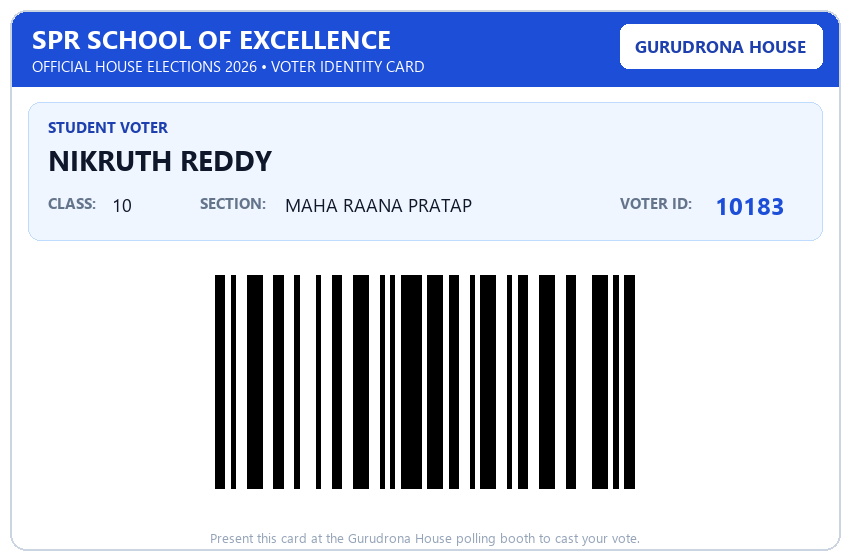 SPR SCHOOL OF EXCELLENCE
OFFICIAL HOUSE ELECTIONS 2026 • VOTER IDENTITY CARD
GURUDRONA HOUSE
STUDENT VOTER
NIKRUTH REDDY
CLASS: 10 SECTION: MAHA RAANA PRATAP VOTER ID: 10183
Present this card at the Gurudrona House polling booth to cast your vote.